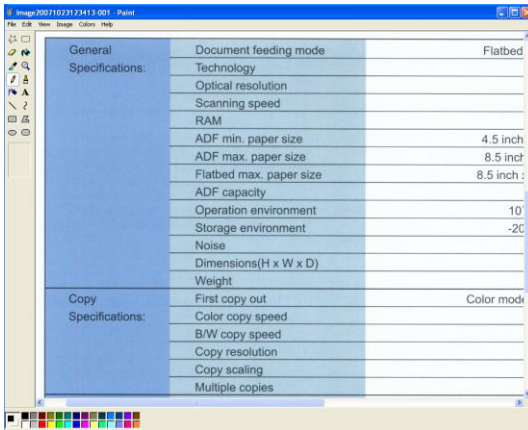 Image20071023123413-001 - Paint
File Edit View Image Colors Help
General Document feeding mode Flatbed
Specifications: Technology
Optical resolution
Scanning speed
RAM
ADF min. paper size 4.5 inch
ADF max. paper size 8.5 inch
Flatbed max. paper size 8.5 inch :
ADF capacity
Operation environment 10
Storage environment -20
Noise
Dimensions(H x W x D)
Weight
Copy First copy out Color mode
Specifications: Color copy speed
B/W copy speed
Copy resolution
Copy scaling
Multiple copies